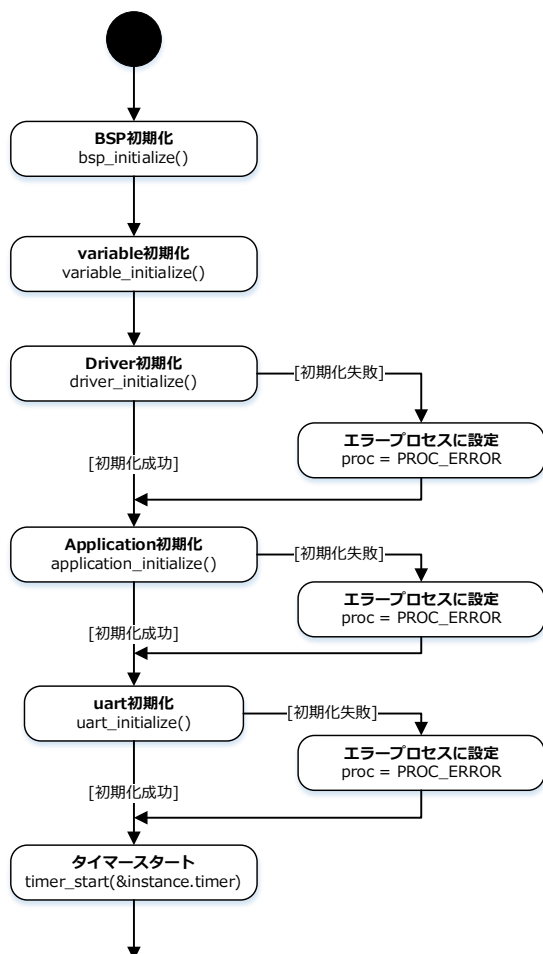 BSP初期化
bsp_initialize()
variable初期化
variable_initialize()
Driver初期化
driver_initialize()
[初期化失敗]
エラープロセスに設定
proc = PROC_ERROR
[初期化成功]
Application初期化
application_initialize()
[初期化失敗]
エラープロセスに設定
proc = PROC_ERROR
[初期化成功]
uart初期化
uart_initialize()
[初期化失敗]
エラープロセスに設定
proc = PROC_ERROR
[初期化成功]
タイマースタート
timer_start(&instance.timer)